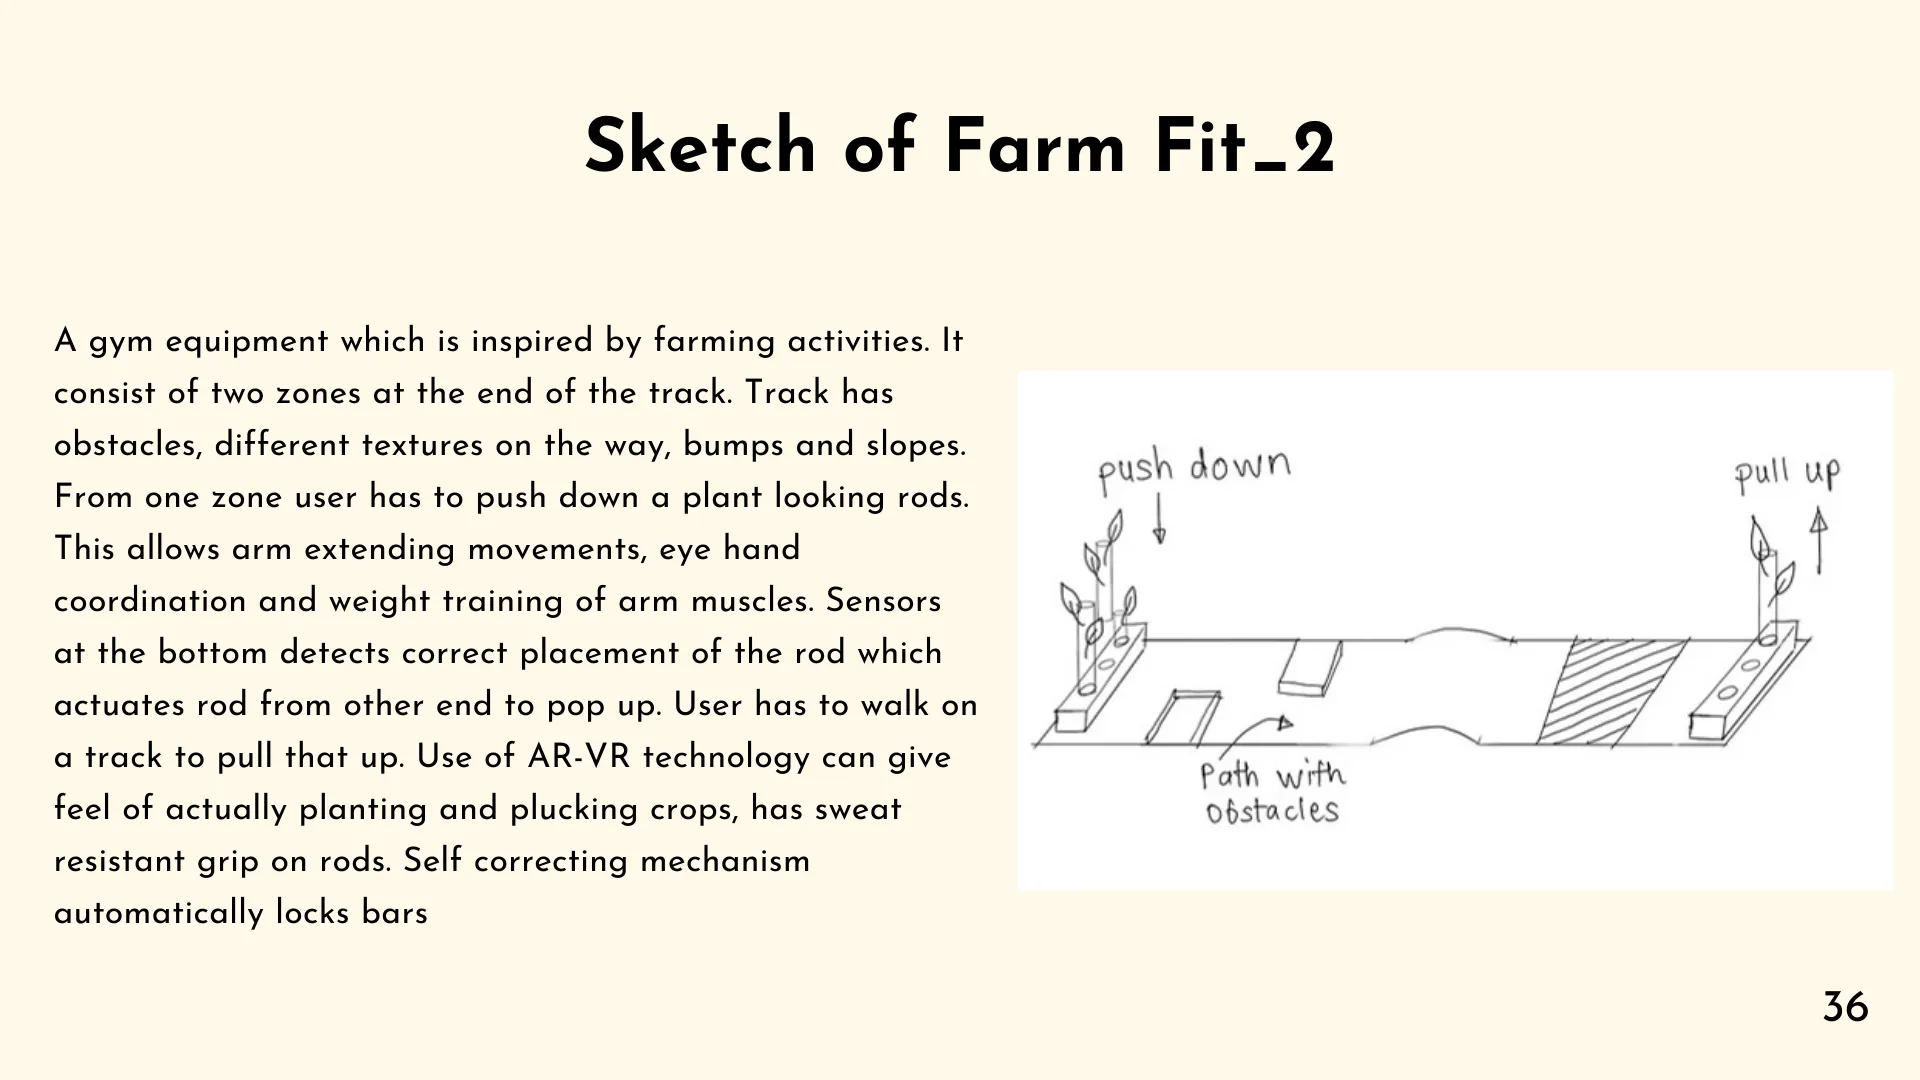 Sketch of Farm Fit_2
A gym equipment which is inspired by farming activities. It
consist of two zones at the end of the track. Track has
obstacles, different textures on the way, bumps and slopes.
From one zone user has to push down a plant looking rods.
This allows arm extending movements, eye hand
coordination and weight training of arm muscles. Sensors
at the bottom detects correct placement of the rod which
actuates rod from other end to pop up. User has to walk on
a track to pull that up. Use of AR-VR technology can give
feel of actually planting and plucking crops, has sweat
resistant grip on rods. Self correcting mechanism
automatically locks bars
push down
pull up
Path with
obstacles
36